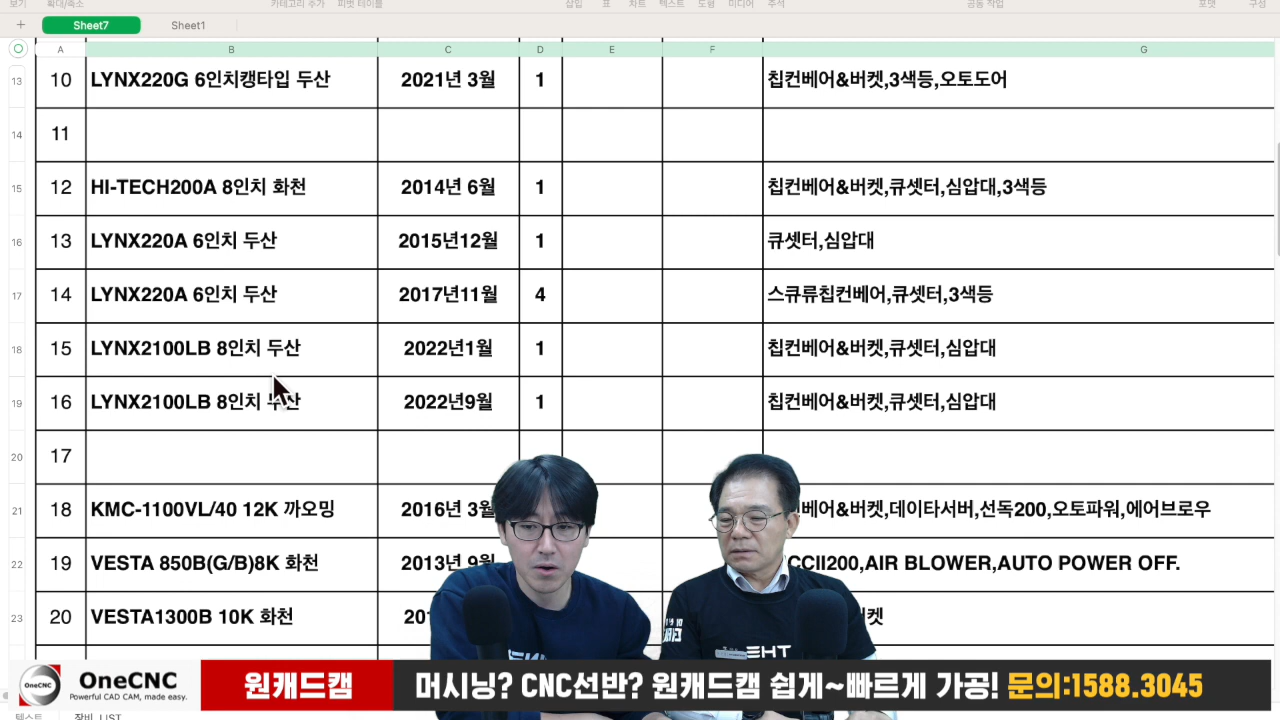 보기 확대/축소 카테고리 추가 피벗 테이블 삽입 표 차트 텍스트 도형 미디어 주석 공동 작업 포맷 구성
+ Sheet7 Sheet1
A B C D E F G
13 10 LYNX220G 6인치캥타입 두산 2021년 3월 1 칩컨베어&버켓,3색등,오토도어
14 11
15 12 HI-TECH200A 8인치 화천 2014년 6월 1 칩컨베어&버켓,큐셋터,심압대,3색등
16 13 LYNX220A 6인치 두산 2015년12월 1 큐셋터,심압대
17 14 LYNX220A 6인치 두산 2017년11월 4 스큐류칩컨베어,큐셋터,3색등
18 15 LYNX2100LB 8인치 두산 2022년1월 1 칩컨베어&버켓,큐셋터,심압대
19 16 LYNX2100LB 8인치 두산 2022년9월 1 칩컨베어&버켓,큐셋터,심압대
20 17
21 18 KMC-1100VL/40 12K 까오밍 2016년 3월 베어&버켓,데이타서버,선독200,오토파워,에어브로우
22 19 VESTA 850B(G/B)8K 화천 2013년 9월 CCII200,AIR BLOWER,AUTO POWER OFF.
23 20 VESTA1300B 10K 화천 버켓
OneCNC OneCNC
Powerful CAD CAM, made easy.
원캐드캠 머시닝? CNC선반? 원캐드캠 쉽게~빠르게 가공! 문의:1588.3045
텍스트 장비 LIST